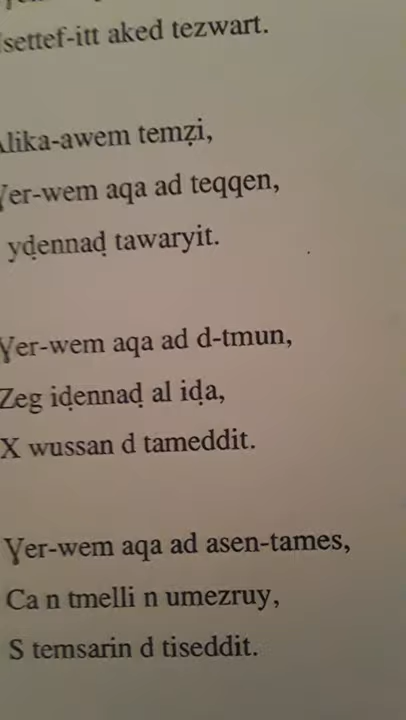 settef-itt aked tezwart.
lika-awem temẓi,
Ɣer-wem aqa ad teqqen,
yḍennaḍ tawaryit.
Ɣer-wem aqa ad d-tmun,
Zeg iḍennaḍ al iḍa,
X wussan d tameddit.
Ɣer-wem aqa ad asen-tames,
Ca n tmelli n umezruy,
S temsarin d tiseddit.